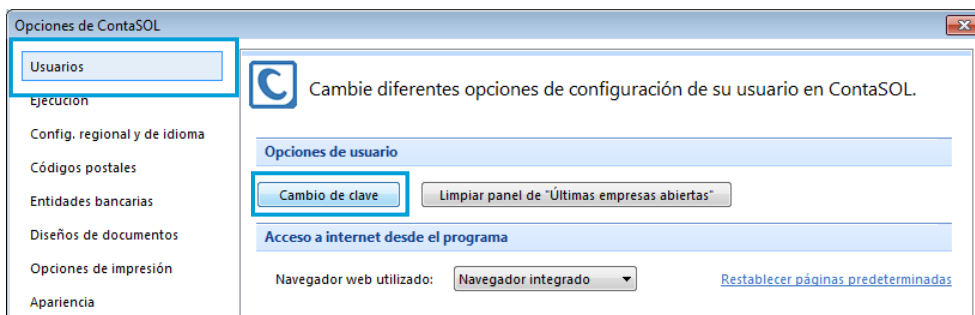 Opciones de ContaSOL
Usuarios
Ejecución
Config. regional y de idioma
Códigos postales
Entidades bancarias
Diseños de documentos
Opciones de impresión
Apariencia
C
Cambie diferentes opciones de configuración de su usuario en ContaSOL.
Opciones de usuario
Cambio de clave Limpiar panel de "Últimas empresas abiertas"
Acceso a internet desde el programa
Navegador web utilizado: Navegador integrado Restablecer páginas predeterminadas